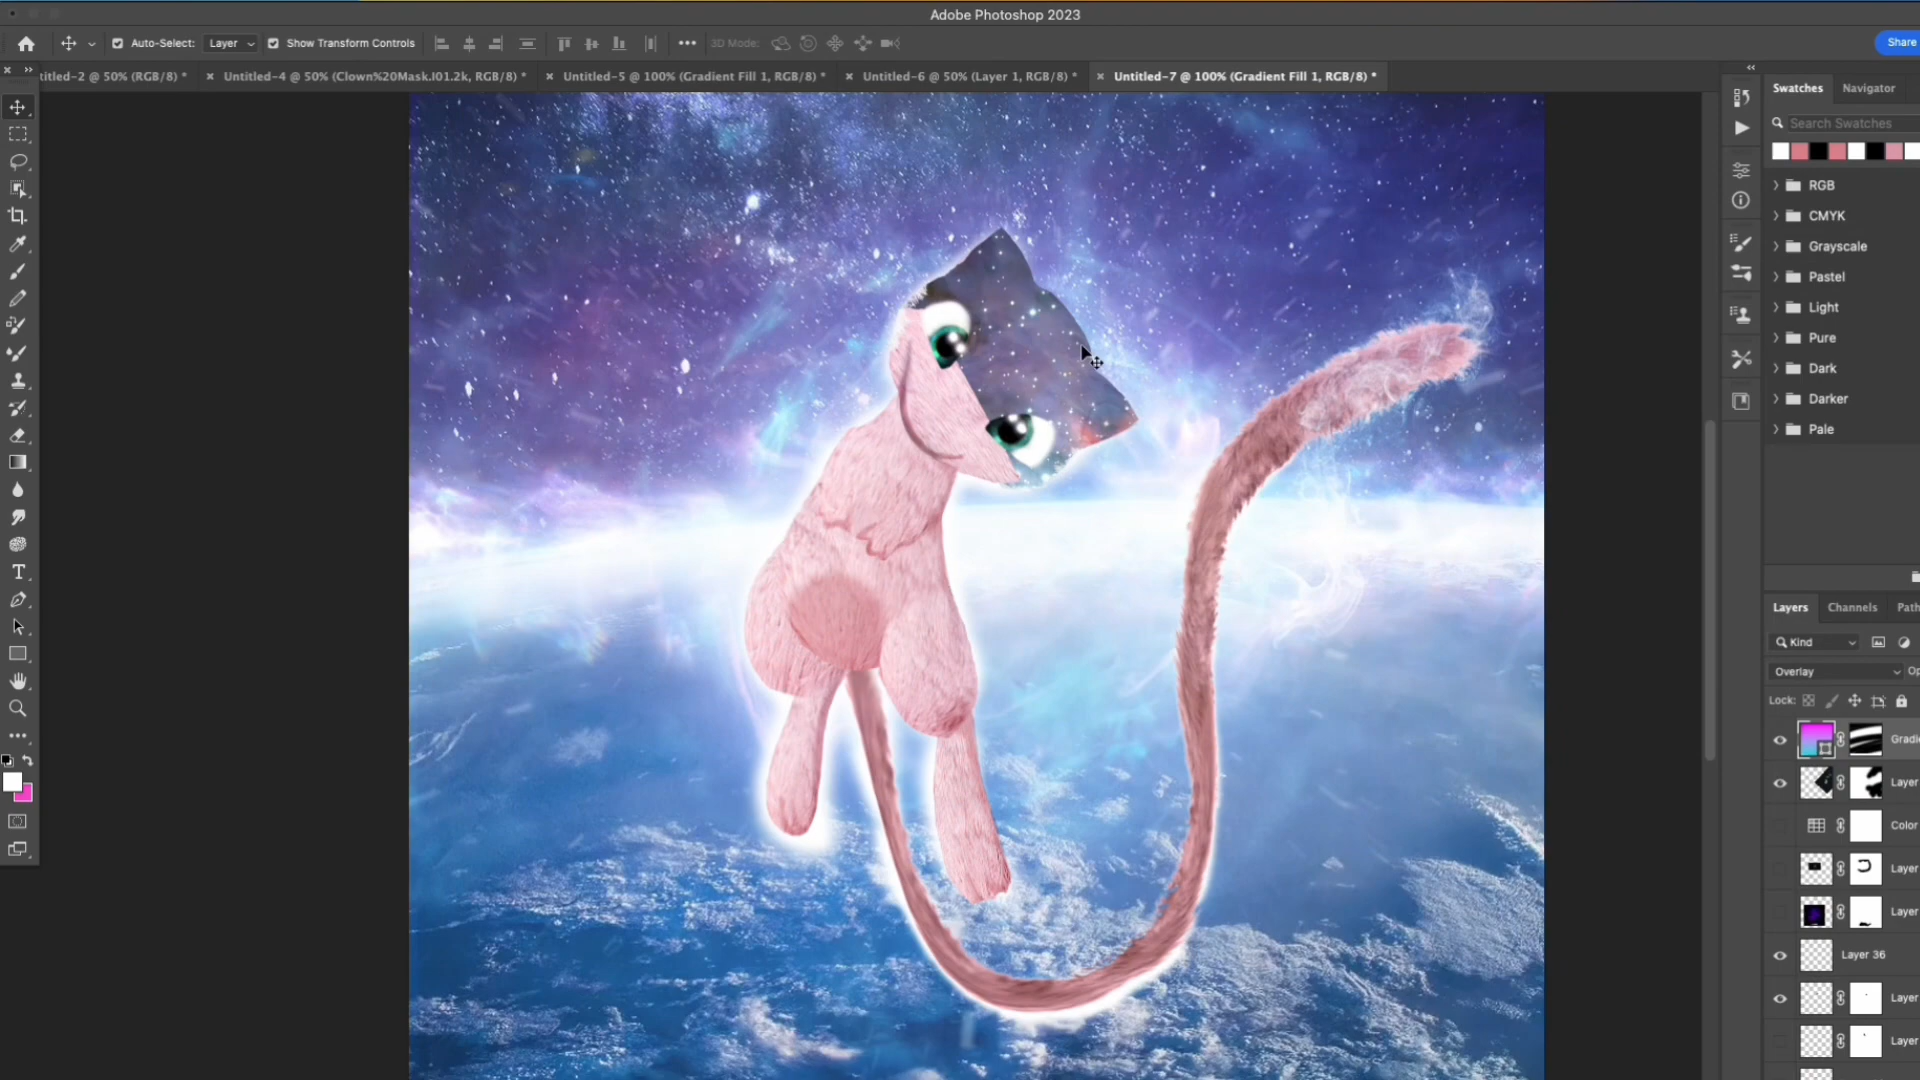 Adobe Photoshop 2023
Auto-Select: Layer Show Transform Controls 3D Mode: Share
titled-2 @ 50% (RGB/8) * Untitled-4 @ 50% (Clown%20Mask.I01.2k, RGB/8) * Untitled-5 @ 100% (Gradient Fill 1, RGB/8) * Untitled-6 @ 50% (Layer 1, RGB/8) * Untitled-7 @ 100% (Gradient Fill 1, RGB/8) *
Swatches Navigator
Search Swatches
RGB
CMYK
Grayscale
Pastel
Light
Pure
Dark
Darker
Pale
Layers Channels Path
Kind
Overlay Op
Lock:
Gradi
Layer
Color
Layer
Layer
Layer 36
Layer
Layer